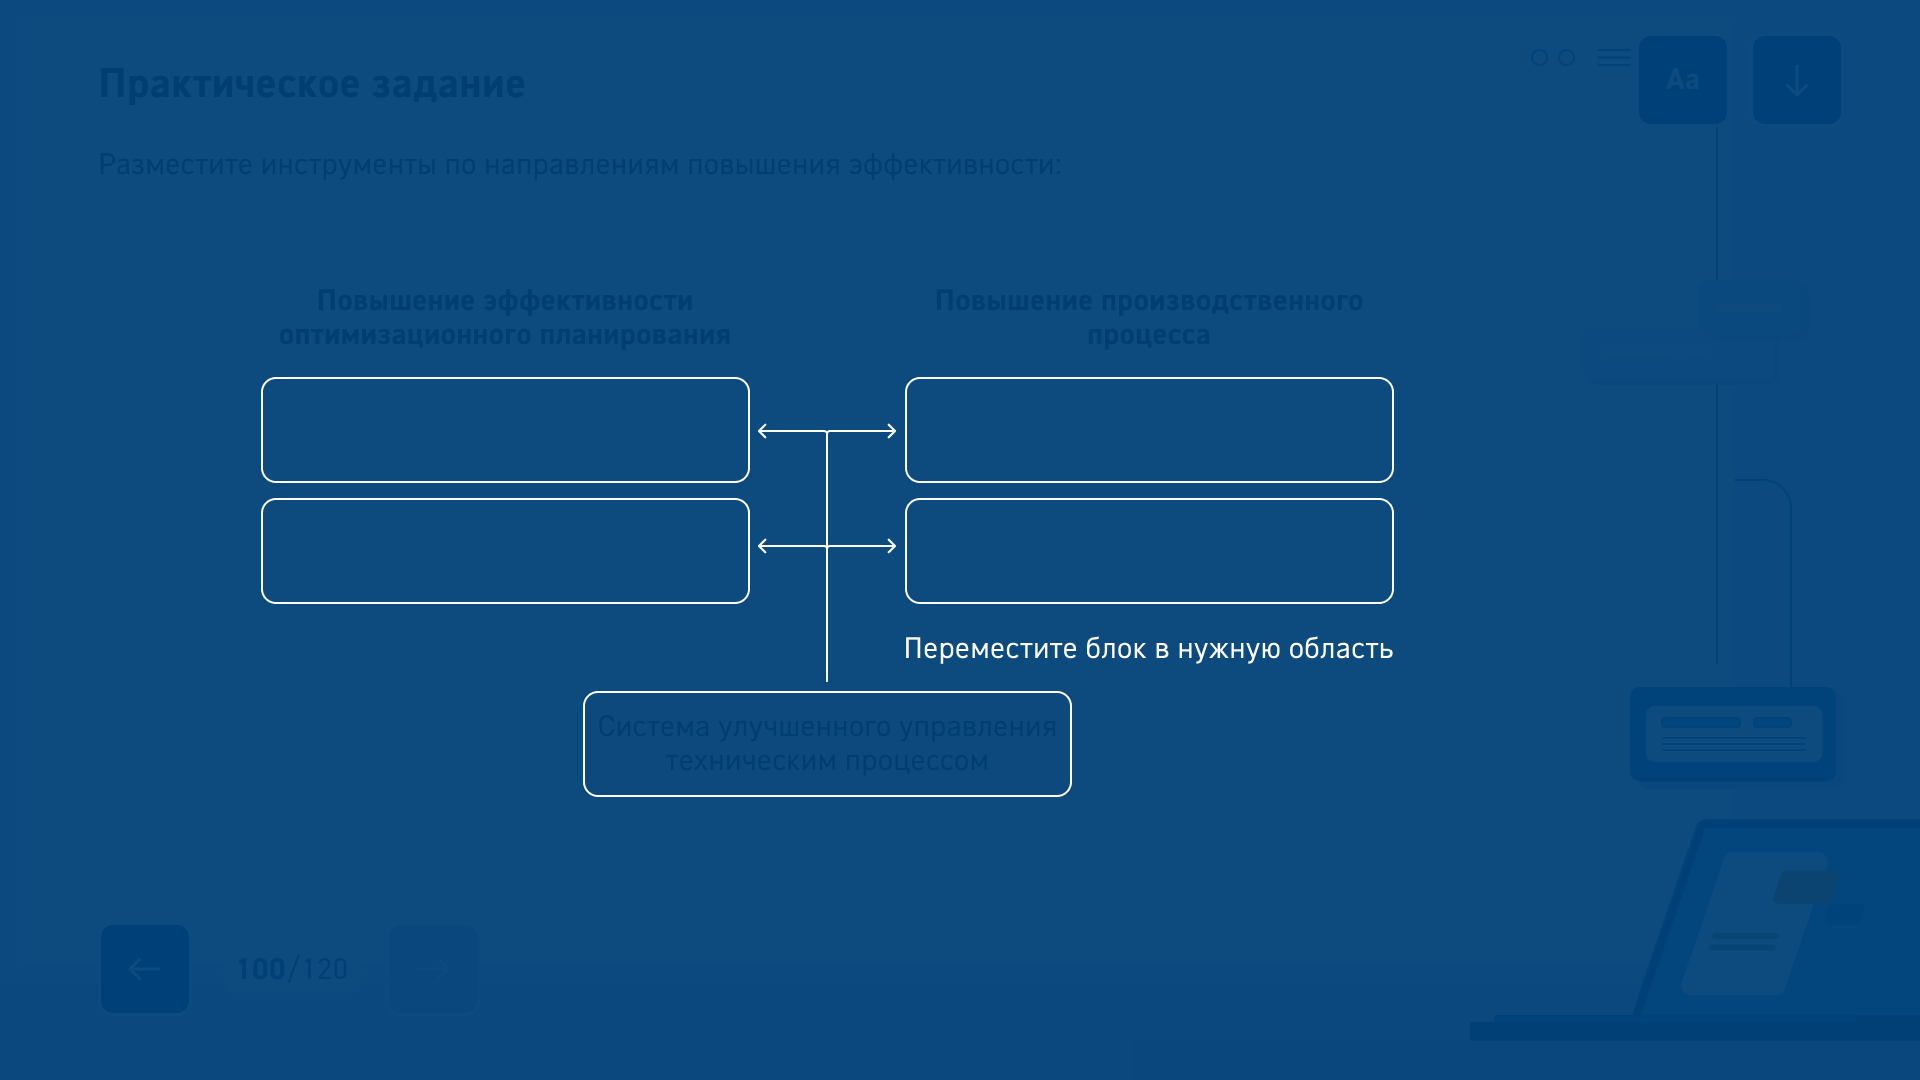 Практическое задание
Aa
Разместите инструменты по направлениям повышения эффективности:
Повышение эффективности
оптимизационного планирования
Повышение производственного
процесса
Переместите блок в нужную область
Система улучшенного управления
техническим процессом
100/120